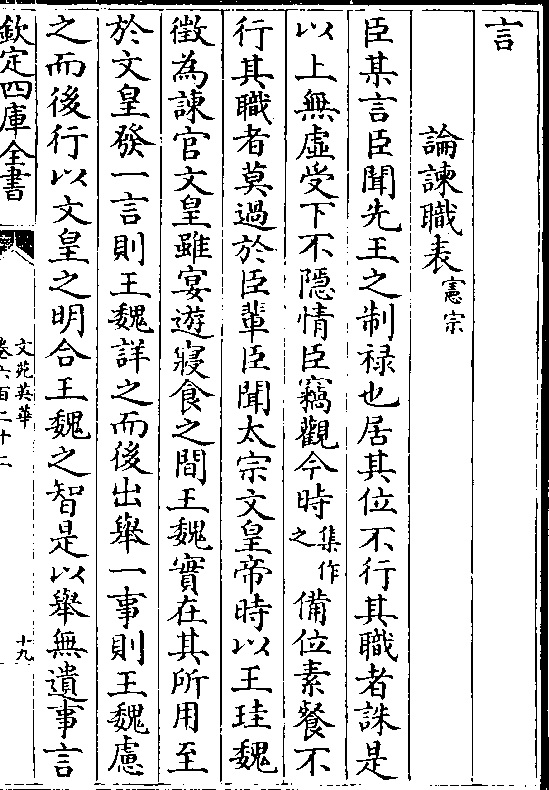 言
論諫職表憲宗
臣某言臣聞先王之制禄也居其位不行其職者誅是
以上無虛受下不隱情臣竊觀今時集作之備位素餐不
行其職者莫過於臣輩臣聞太宗文皇帝時以王珪魏
徵為諫官文皇雖宴遊寢食之間王魏實在其所用至
於文皇發一言則王魏詳之而後出舉一事則王魏慮
之而後行以文皇之明合王魏之智是以舉無遺事言
欽定四庫全書
文苑英華
卷六百二十二
十九